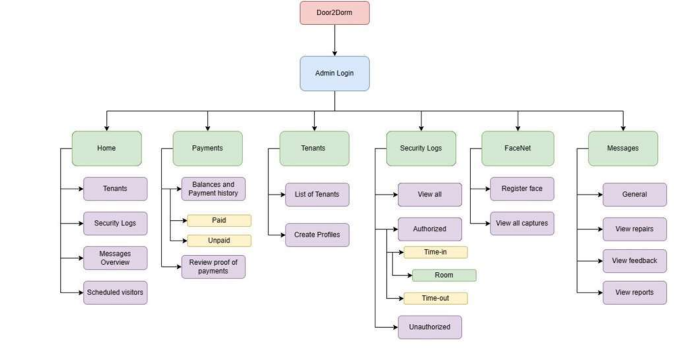 Door2Dorm
Admin Login
Home
Payments
Tenants
Security Logs
FaceNet
Messages
Tenants
Security Logs
Messages
Overview
Scheduled visitors
Balances and
Payment history
Paid
Unpaid
Review proof of
payments
List of Tenants
Create Profiles
View all
Authorized
Time-in
Room
Time-out
Unauthorized
Register face
View all captures
General
View repairs
View feedback
View reports